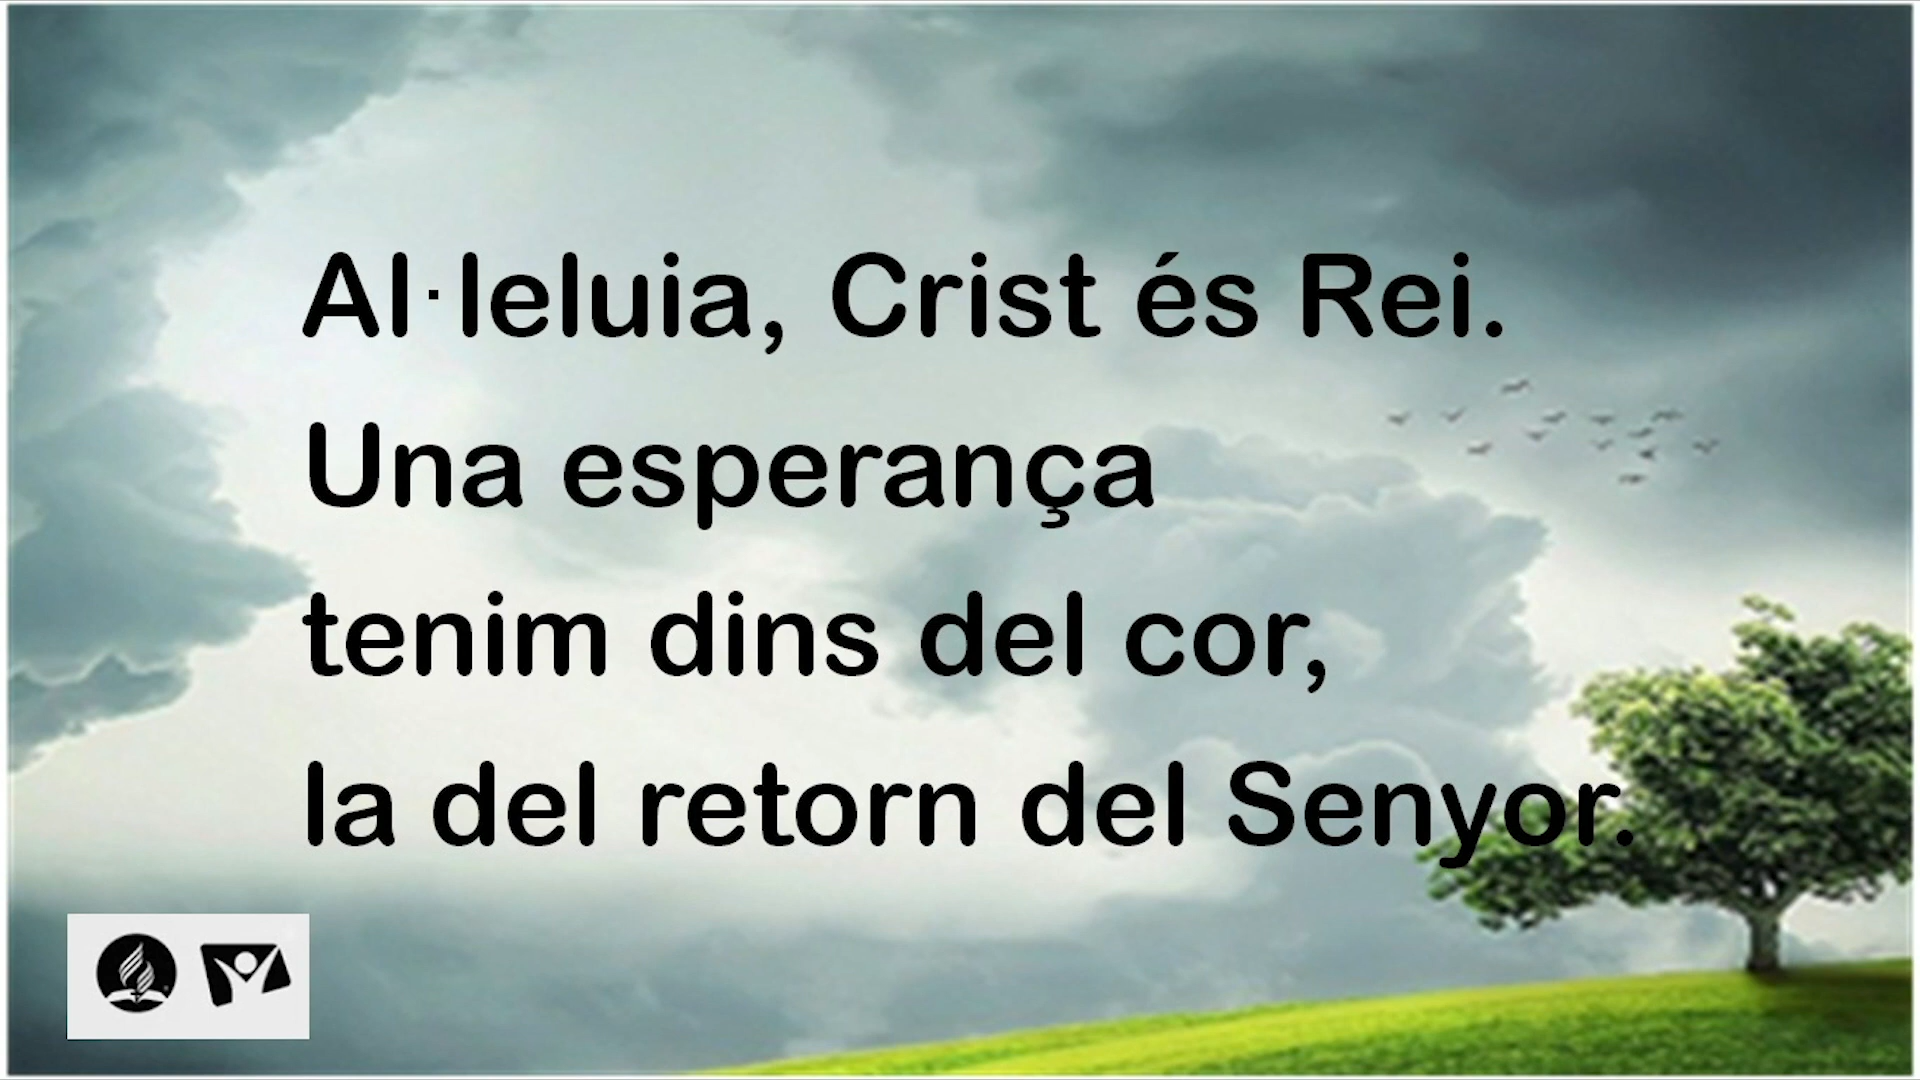 Al·leluia, Crist és Rei.
Una esperança
tenim dins del cor,
la del retorn del Senyor.